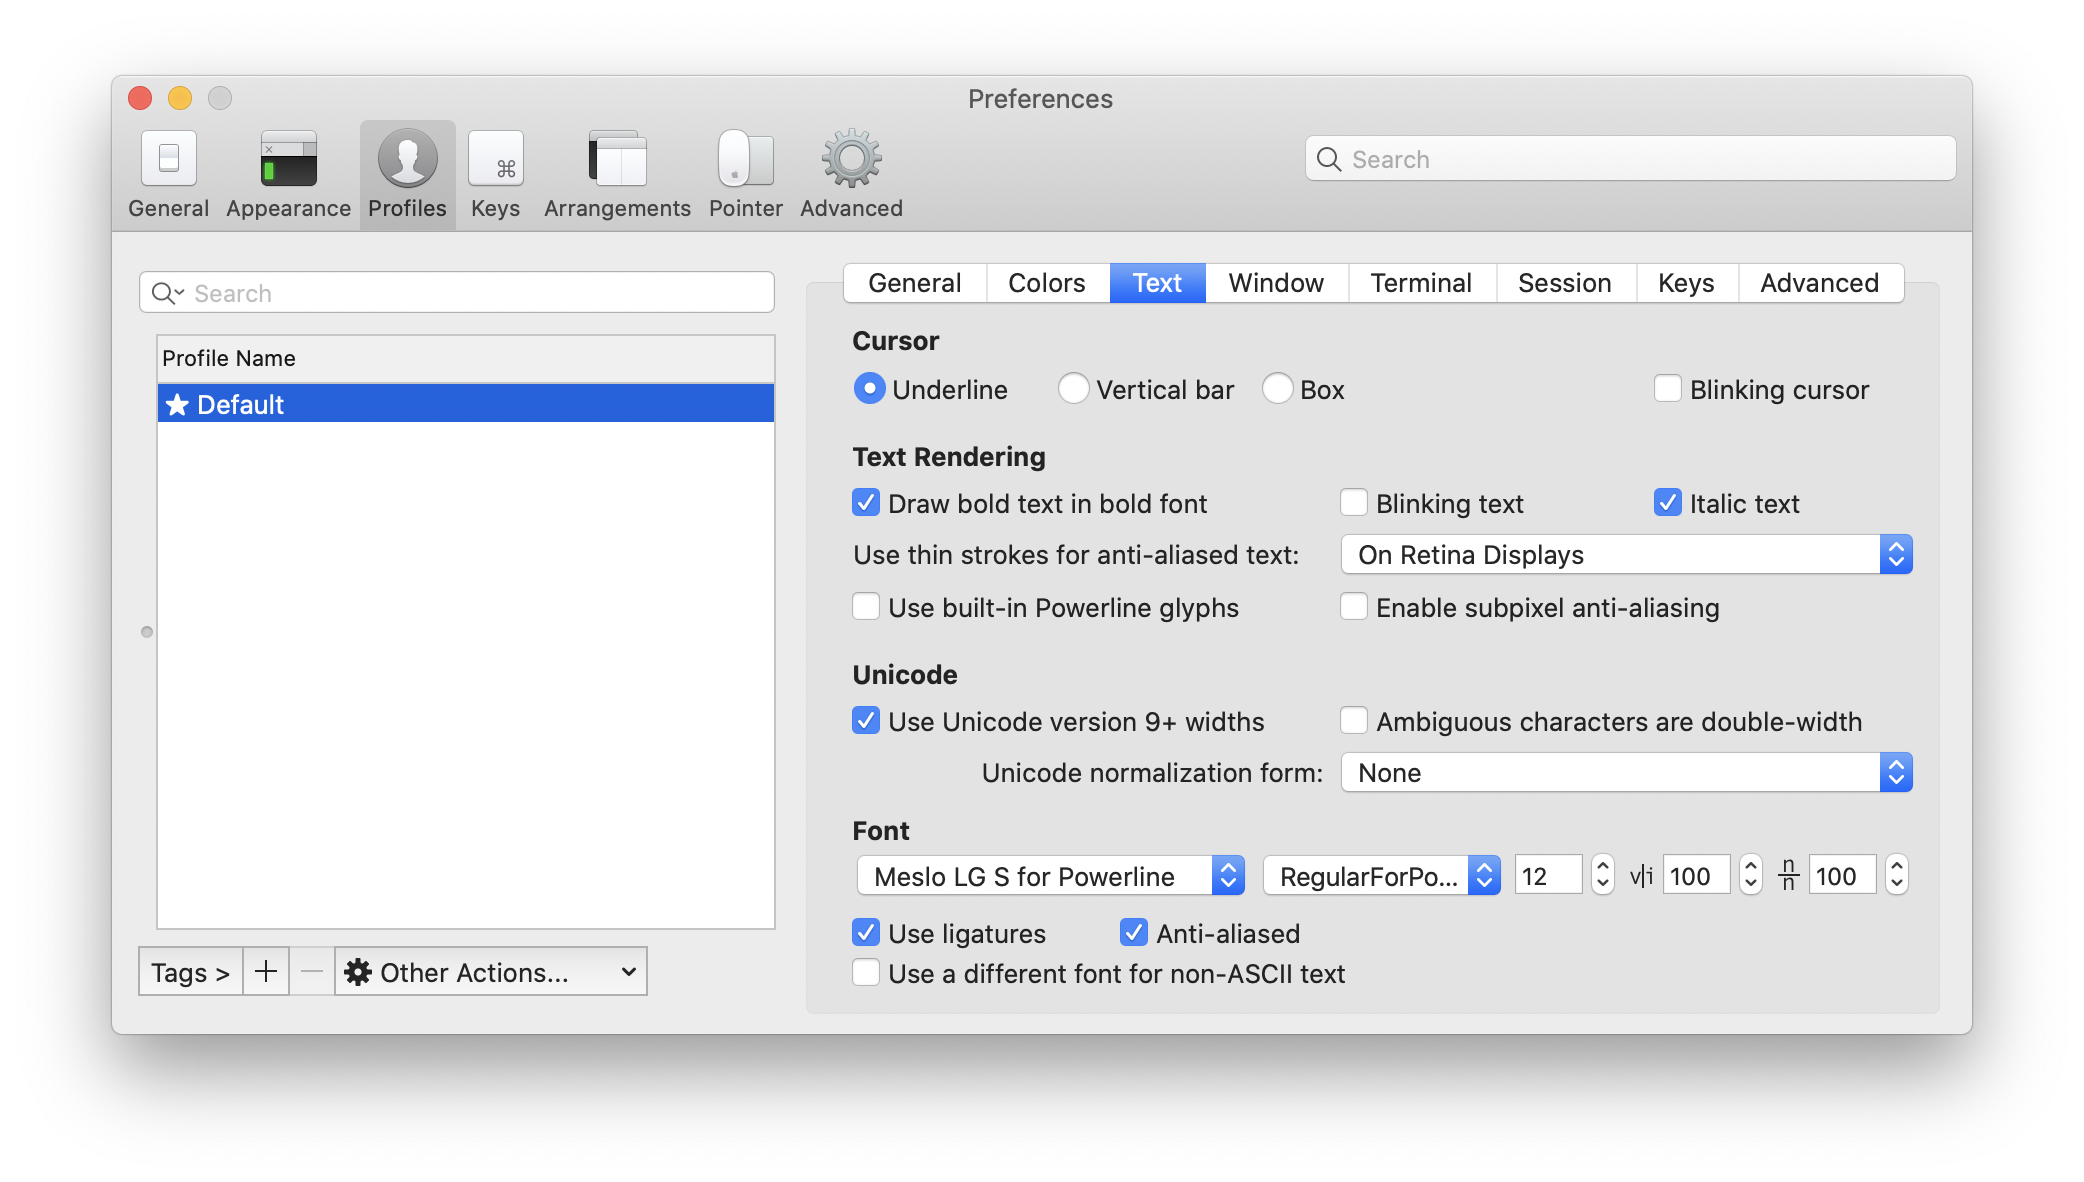 Preferences
General Appearance Profiles Keys Arrangements Pointer Advanced
Search
Search
Profile Name
Default
Tags >
Other Actions...
General Colors Text Window Terminal Session Keys Advanced
Cursor
Underline Vertical bar Box Blinking cursor
Text Rendering
Draw bold text in bold font Blinking text Italic text
Use thin strokes for anti-aliased text: On Retina Displays
Use built-in Powerline glyphs Enable subpixel anti-aliasing
Unicode
Use Unicode version 9+ widths Ambiguous characters are double-width
Unicode normalization form: None
Font
Meslo LG S for Powerline RegularForPo... 12 v|i 100 n/n 100
Use ligatures Anti-aliased
Use a different font for non-ASCII text